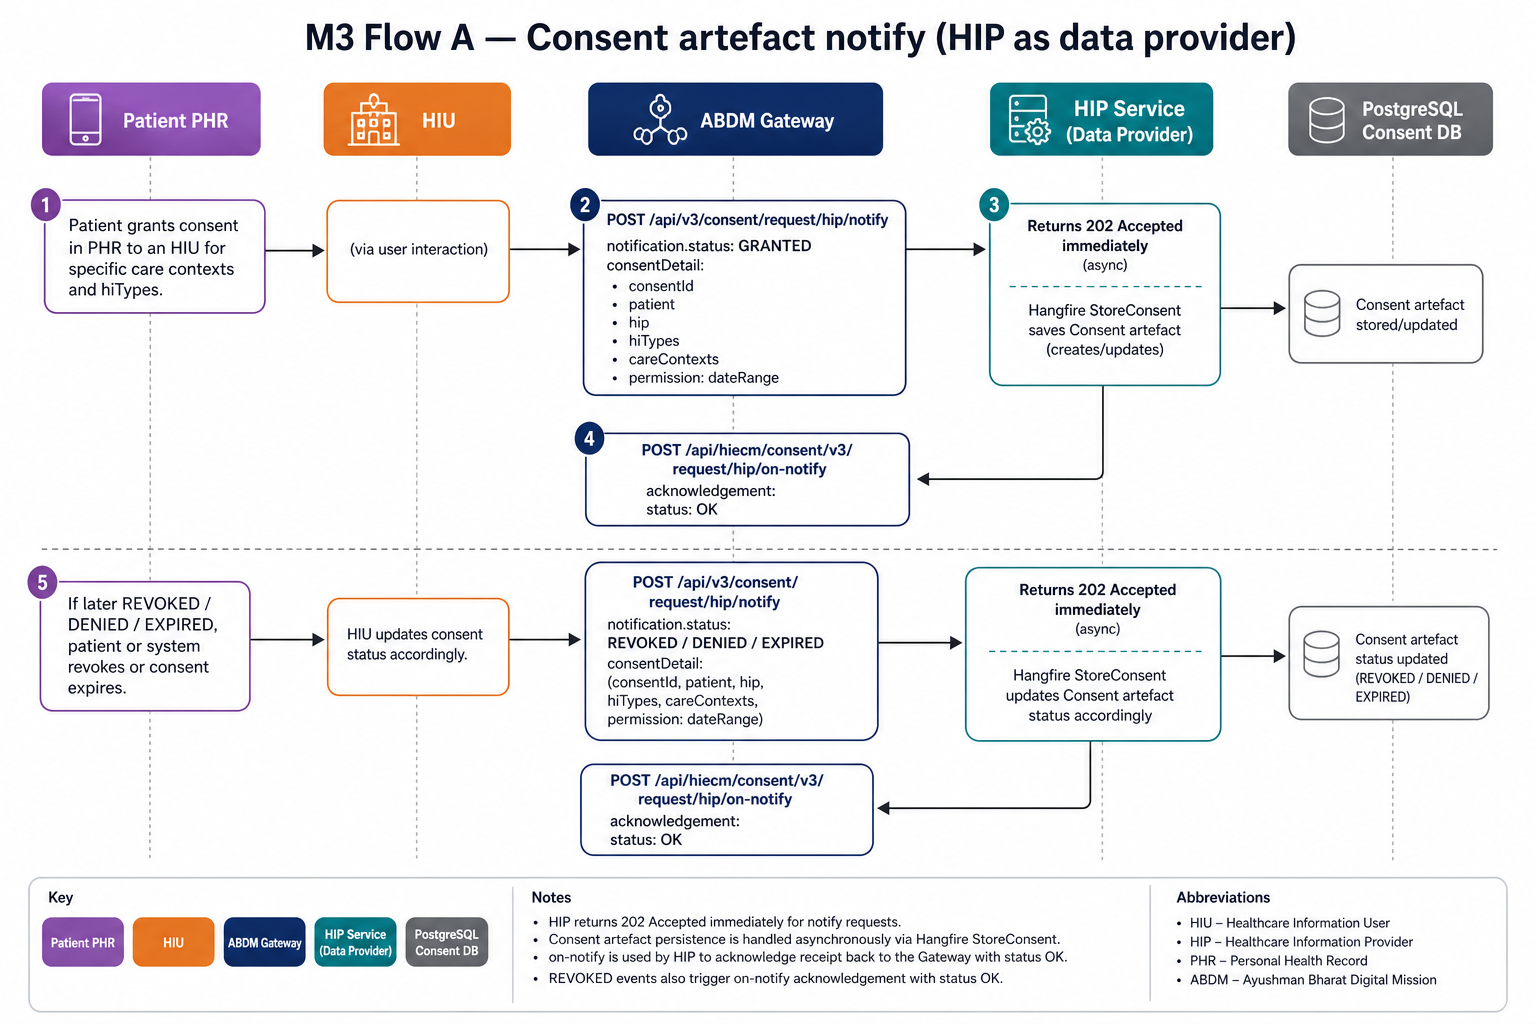 M3 Flow A — Consent artefact notify (HIP as data provider)
Patient PHR
HIU
ABDM Gateway
HIP Service
(Data Provider)
PostgreSQL
Consent DB
1
Patient grants consent
in PHR to an HIU for
specific care contexts
and hiTypes.
(via user interaction)
2
POST /api/v3/consent/request/hip/notify
notification.status: GRANTED
consentDetail:
• consentId
• patient
• hip
• hiTypes
• careContexts
• permission: dateRange
3
Returns 202 Accepted
immediately
(async)
Hangfire StoreConsent
saves Consent artefact
(creates/updates)
Consent artefact
stored/updated
4
POST /api/hiecm/consent/v3/
request/hip/on-notify
acknowledgement:
status: OK
5
If later REVOKED /
DENIED / EXPIRED,
patient or system
revokes or consent
expires.
HIU updates consent
status accordingly.
POST /api/v3/consent/
request/hip/notify
notification.status:
REVOKED / DENIED / EXPIRED
consentDetail:
(consentId, patient, hip,
hiTypes, careContexts,
permission: dateRange)
Returns 202 Accepted
immediately
(async)
Hangfire StoreConsent
updates Consent artefact
status accordingly
Consent artefact
status updated
(REVOKED / DENIED /
EXPIRED)
POST /api/hiecm/consent/v3/
request/hip/on-notify
acknowledgement:
status: OK
Key
Patient PHR
HIU
ABDM Gateway
HIP Service
(Data Provider)
PostgreSQL
Consent DB
Notes
• HIP returns 202 Accepted immediately for notify requests.
• Consent artefact persistence is handled asynchronously via Hangfire StoreConsent.
• on-notify is used by HIP to acknowledge receipt back to the Gateway with status OK.
• REVOKED events also trigger on-notify acknowledgement with status OK.
Abbreviations
• HIU – Healthcare Information User
• HIP – Healthcare Information Provider
• PHR – Personal Health Record
• ABDM – Ayushman Bharat Digital Mission